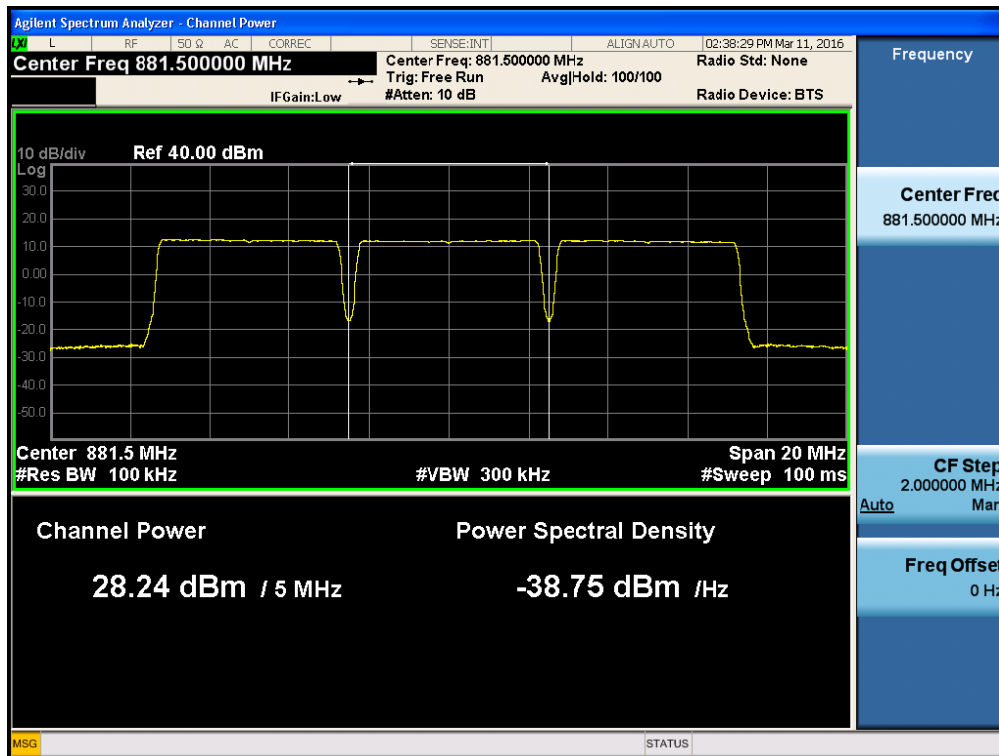 Agilent Spectrum Analyzer - Channel Power
LXI L RF 50 Ω AC CORREC SENSE:INT ALIGN AUTO 02:38:29 PM Mar 11, 2016
Center Freq 881.500000 MHz
Center Freq: 881.500000 MHz Radio Std: None
Trig: Free Run Avg|Hold: 100/100
IFGain:Low #Atten: 10 dB Radio Device: BTS
Frequency
10 dB/div Ref 40.00 dBm
Log
30.0
20.0
10.0
0.00
-10.0
-20.0
-30.0
-40.0
-50.0
Center Freq
881.500000 MHz
Center 881.5 MHz Span 20 MHz
#Res BW 100 kHz #VBW 300 kHz #Sweep 100 ms
CF Step
2.000000 MHz
Auto Man
Channel Power Power Spectral Density
28.24 dBm / 5 MHz -38.75 dBm /Hz
Freq Offset
0 Hz
MSG STATUS